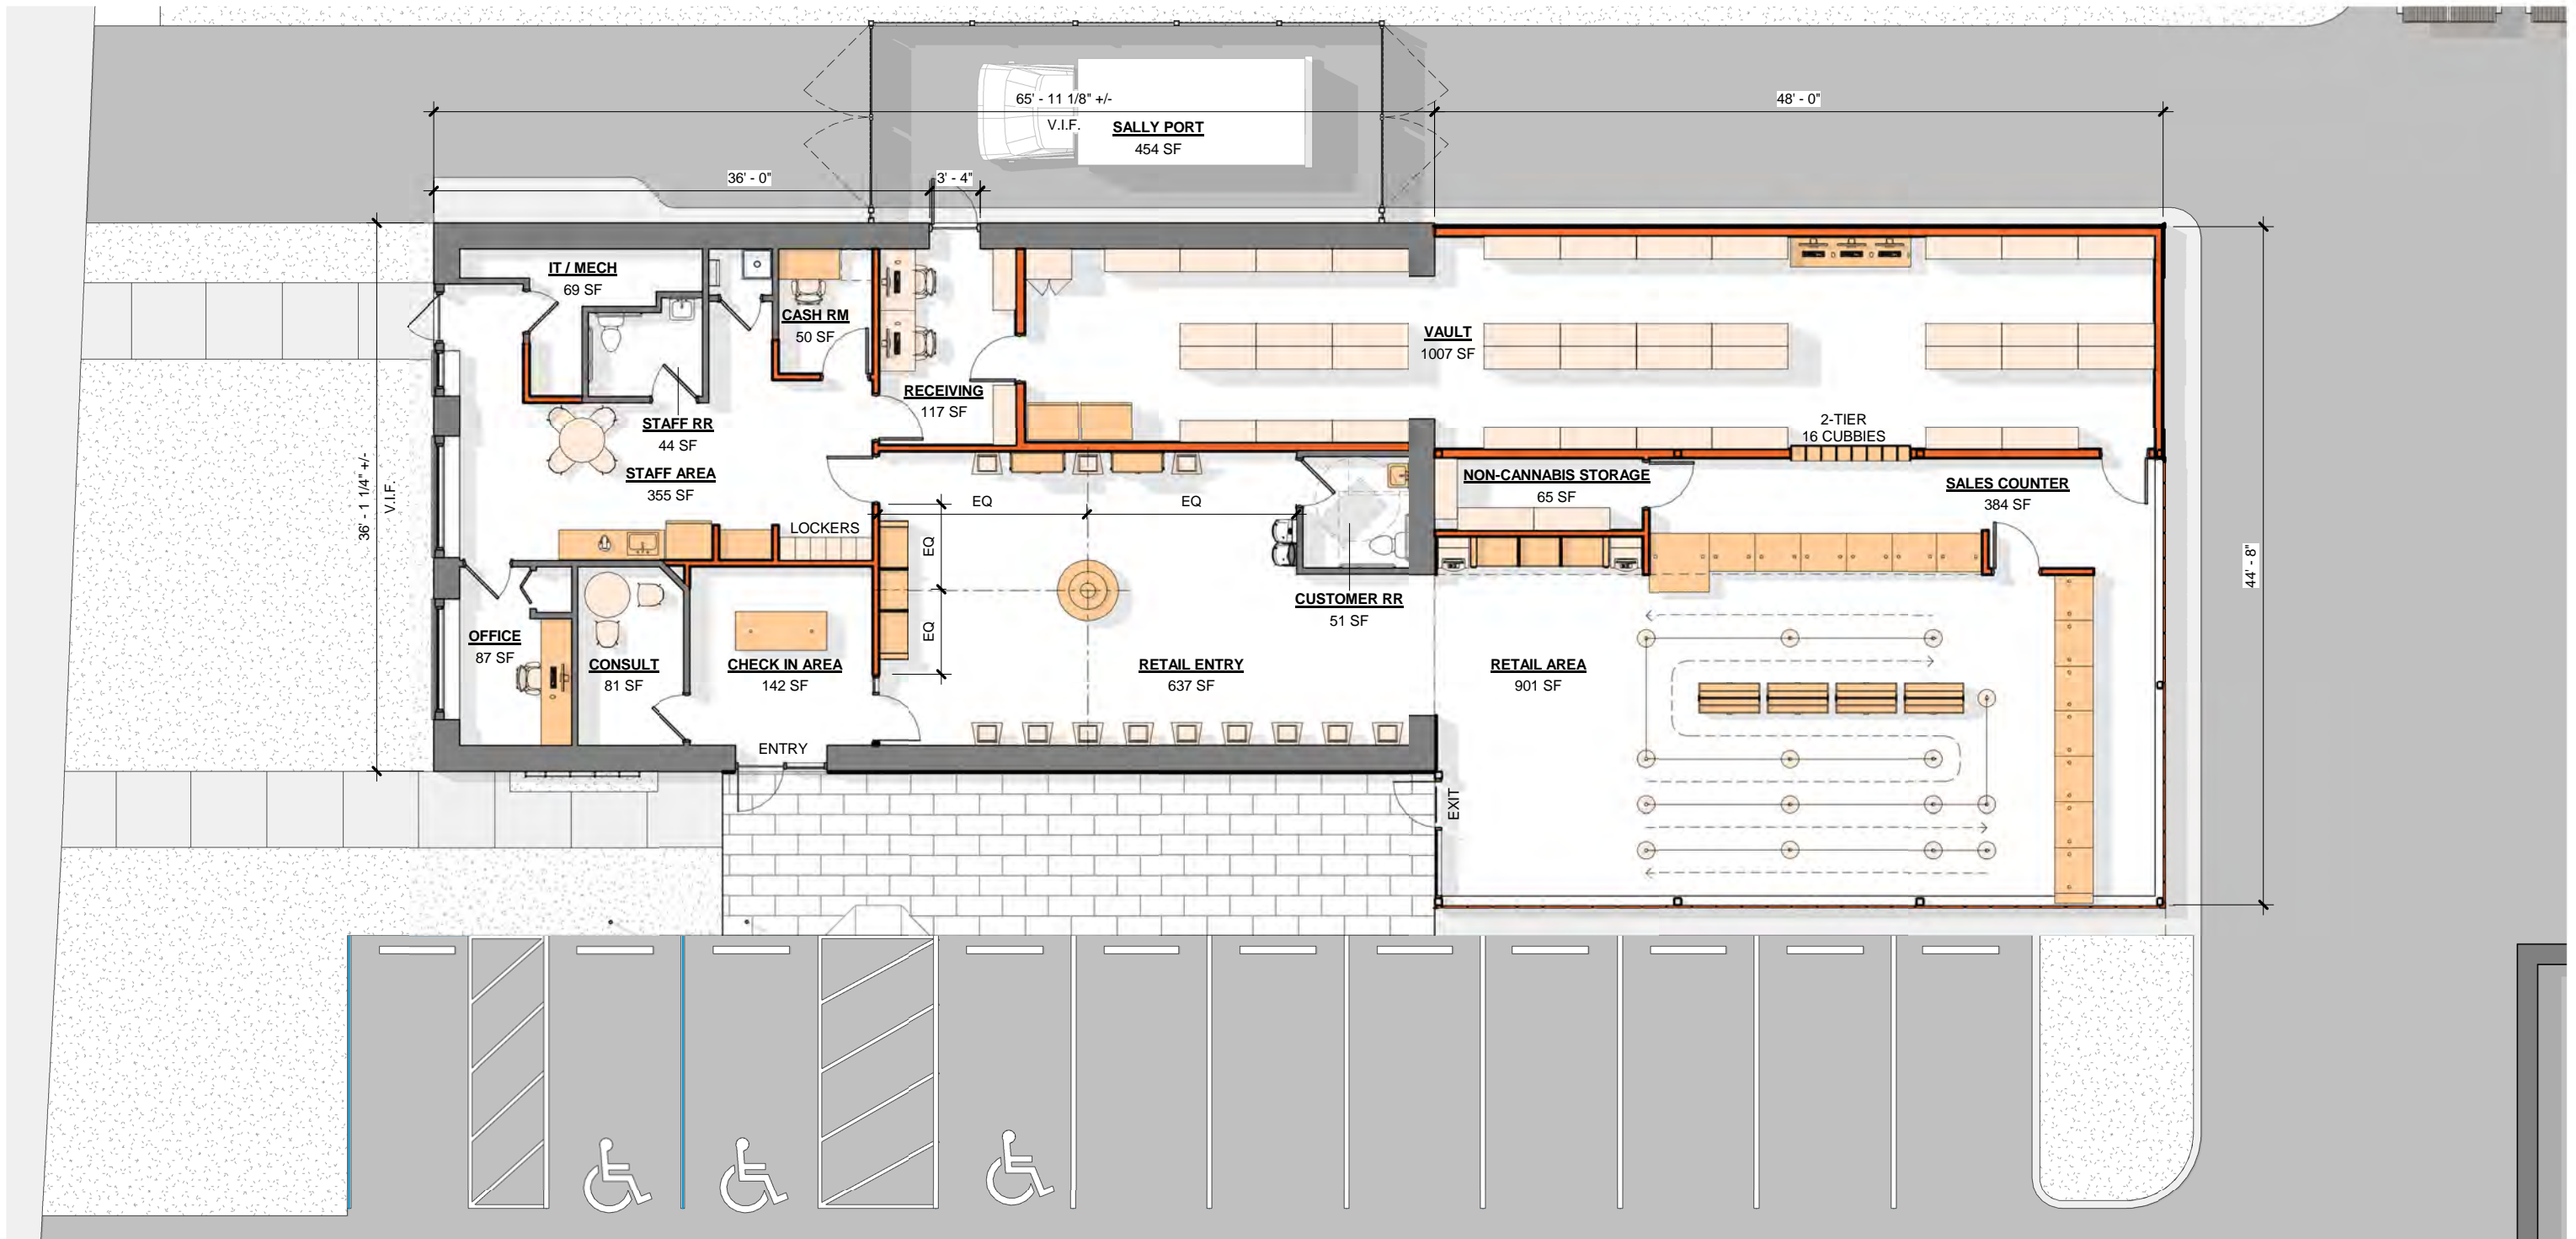 65' - 11 1/8" +/-
V.I.F.
48' - 0"
SALLY PORT
454 SF
36' - 0"
3' - 4"
36' - 1 1/4" +/-
V.I.F.
44' - 8"
IT / MECH
69 SF
CASH RM
50 SF
RECEIVING
117 SF
VAULT
1007 SF
STAFF RR
44 SF
STAFF AREA
355 SF
LOCKERS
2-TIER
16 CUBBIES
NON-CANNABIS STORAGE
65 SF
SALES COUNTER
384 SF
EQ
EQ
EQ
EQ
CUSTOMER RR
51 SF
OFFICE
87 SF
CONSULT
81 SF
CHECK IN AREA
142 SF
RETAIL ENTRY
637 SF
RETAIL AREA
901 SF
ENTRY
EXIT